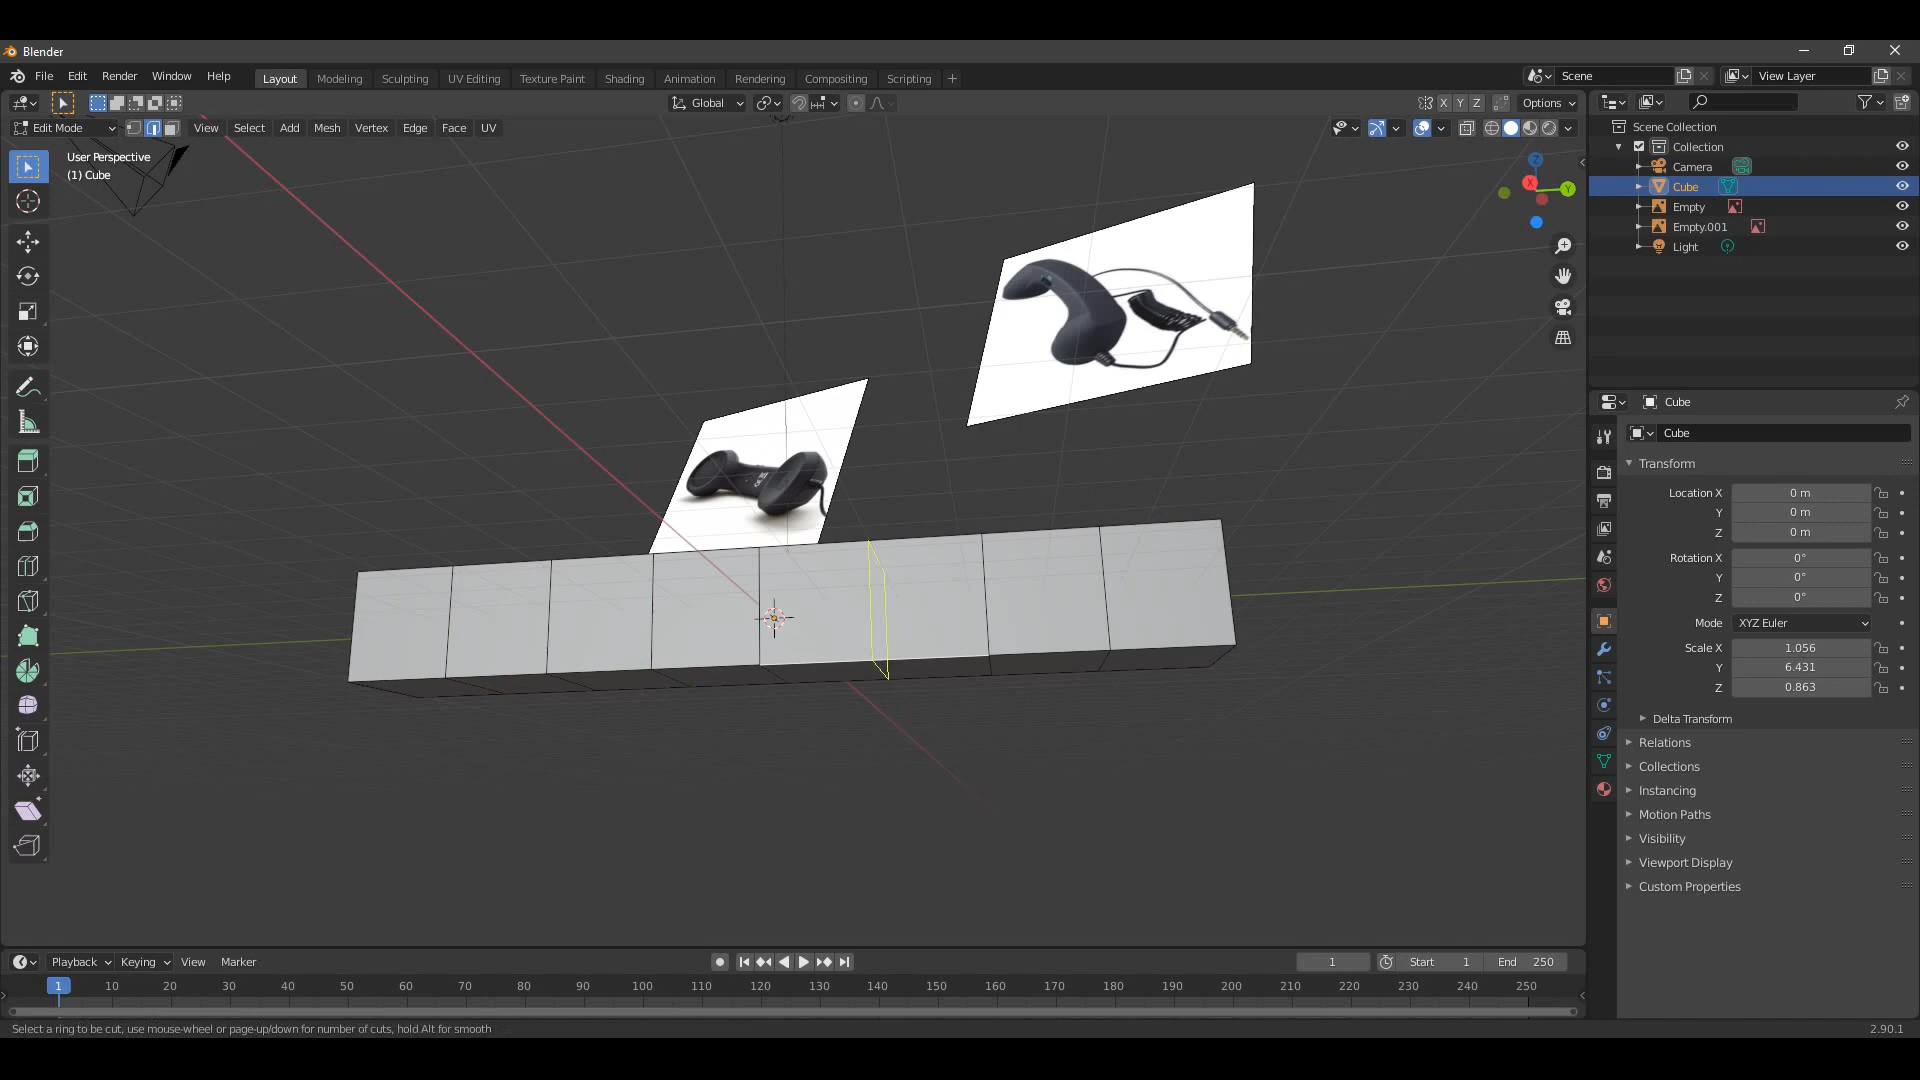 Blender
File Edit Render Window Help
Layout Modeling Sculpting UV Editing Texture Paint Shading Animation Rendering Compositing Scripting +
Scene View Layer
Global X Y Z Options
Edit Mode View Select Add Mesh Vertex Edge Face UV
User Perspective
(1) Cube
Z
X Y
Scene Collection
Collection
Camera
Cube
Empty
Empty.001
Light
Cube
Cube
Transform
Location X 0 m
Y 0 m
Z 0 m
Rotation X 0°
Y 0°
Z 0°
Mode XYZ Euler
Scale X 1.056
Y 6.431
Z 0.863
Delta Transform
Relations
Collections
Instancing
Motion Paths
Visibility
Viewport Display
Custom Properties
Playback Keying View Marker 1 Start 1 End 250
1 10 20 30 40 50 60 70 80 90 100 110 120 130 140 150 160 170 180 190 200 210 220 230 240 250
Select a ring to be cut, use mouse-wheel or page-up/down for number of cuts, hold Alt for smooth 2.90.1